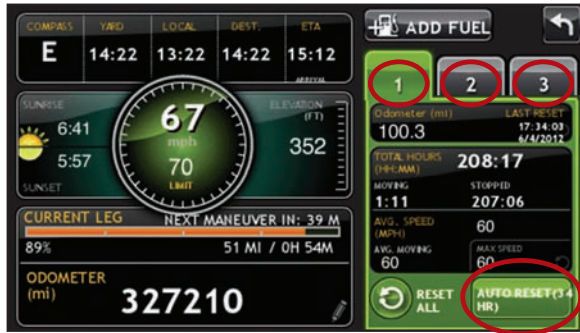 COMPASS YARD LOCAL DEST. ETA
E 14:22 13:22 14:22 15:12
ARRIVAL
SUNRISE
6:41
5:57
SUNSET
67
mph
70
LIMIT
ELEVATION
(FT)
352
CURRENT LEG NEXT MANEUVER IN: 39 M
89% 51 MI / 0H 54M
ODOMETER
(mi)
327210
ADD FUEL
1 2 3
Odometer (mi) LAST RESET
100.3 17:34:03
6/4/2012
TOTAL HOURS
(HH:MM) 208:17
MOVING STOPPED
1:11 207:06
AVG. SPEED
(MPH) 60
AVG. MOVING MAX SPEED
60 60
RESET
ALL
AUTO RESET(34
HR)